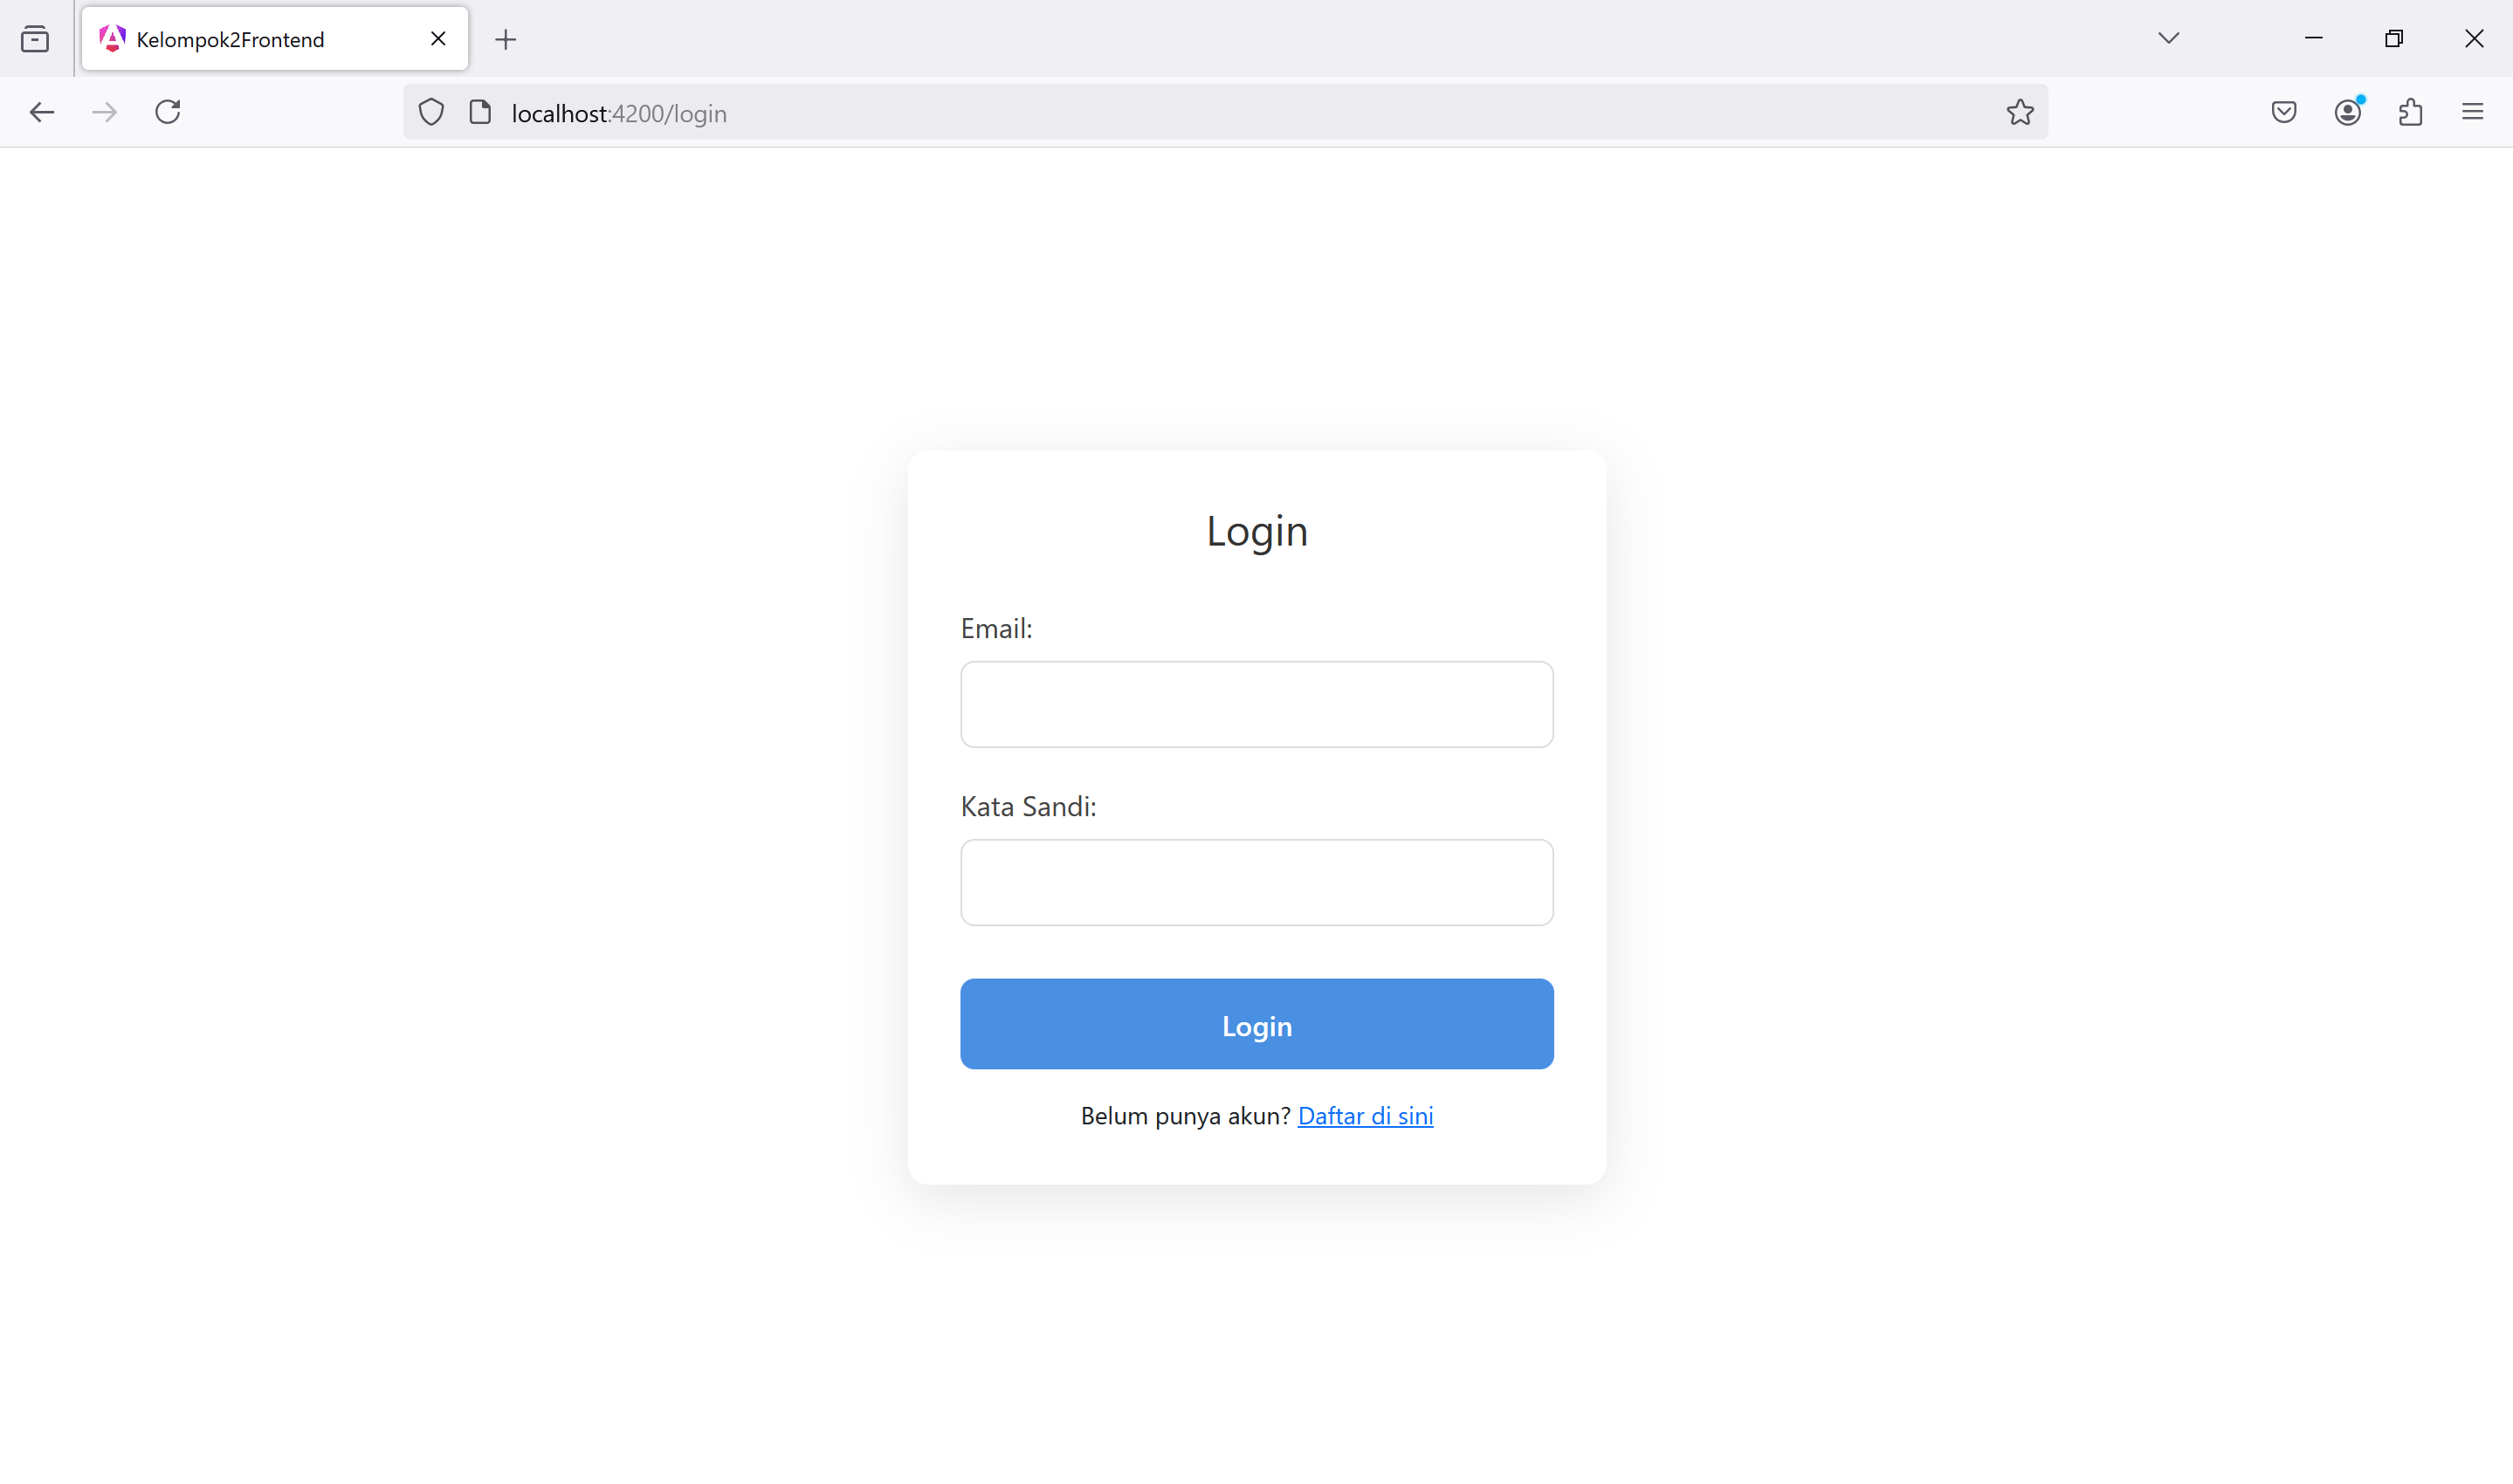 Kelompok2Frontend
localhost:4200/login
Login
Email:
Kata Sandi:
Login
Belum punya akun? Daftar di sini